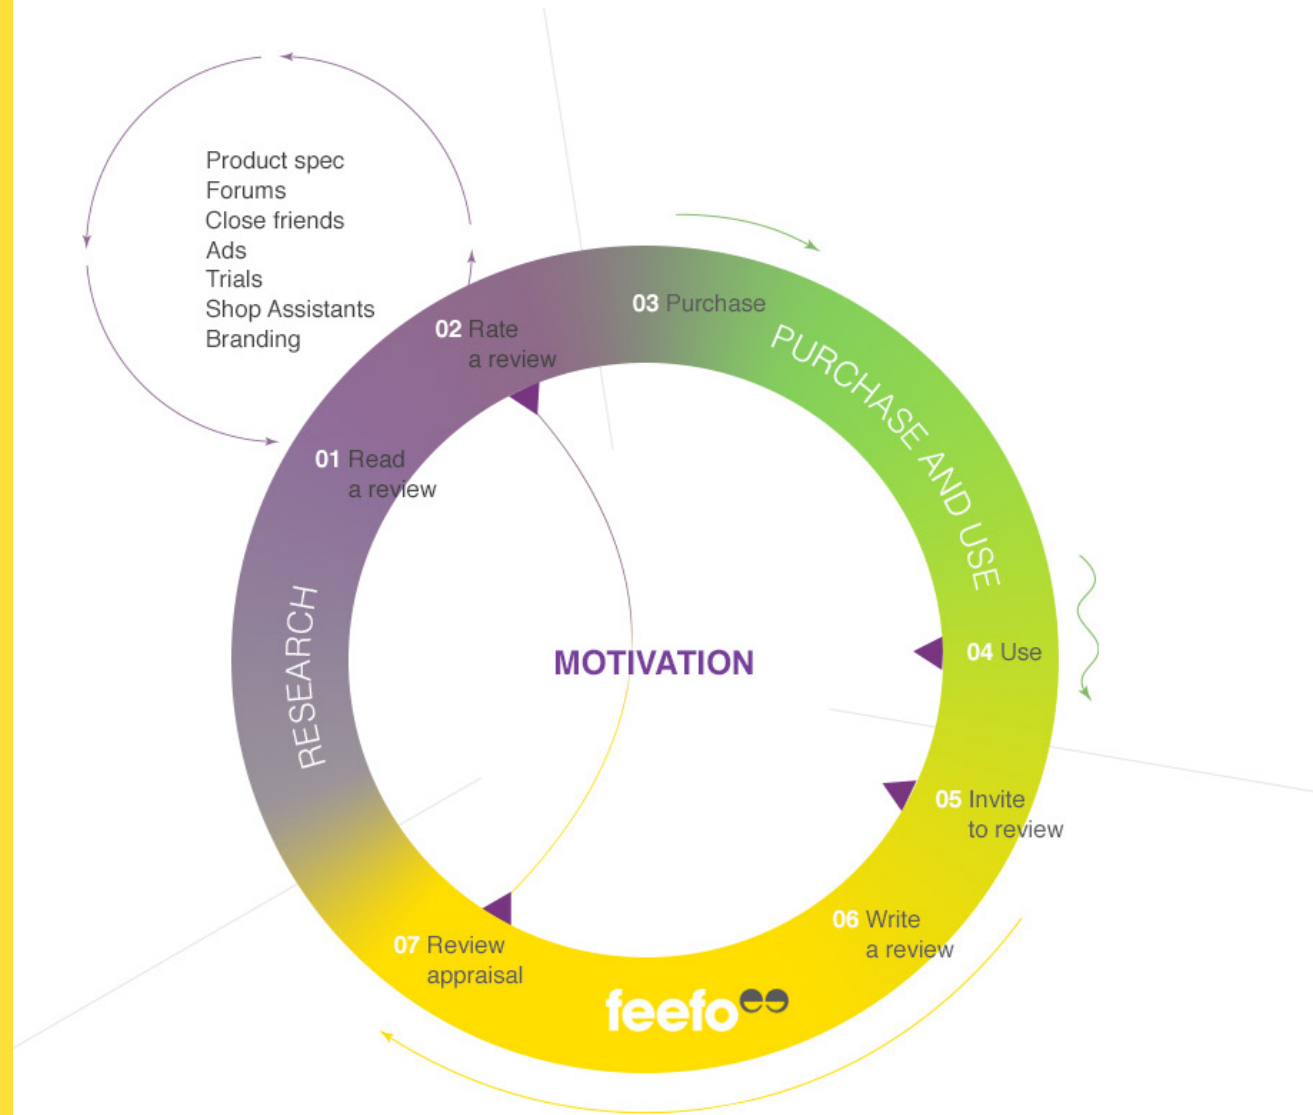 Product spec
Forums
Close friends
Ads
Trials
Shop Assistants
Branding
01 Read
a review
02 Rate
a review
03 Purchase
PURCHASE AND USE
04 Use
05 Invite
to review
06 Write
a review
feefo
07 Review
appraisal
RESEARCH
MOTIVATION